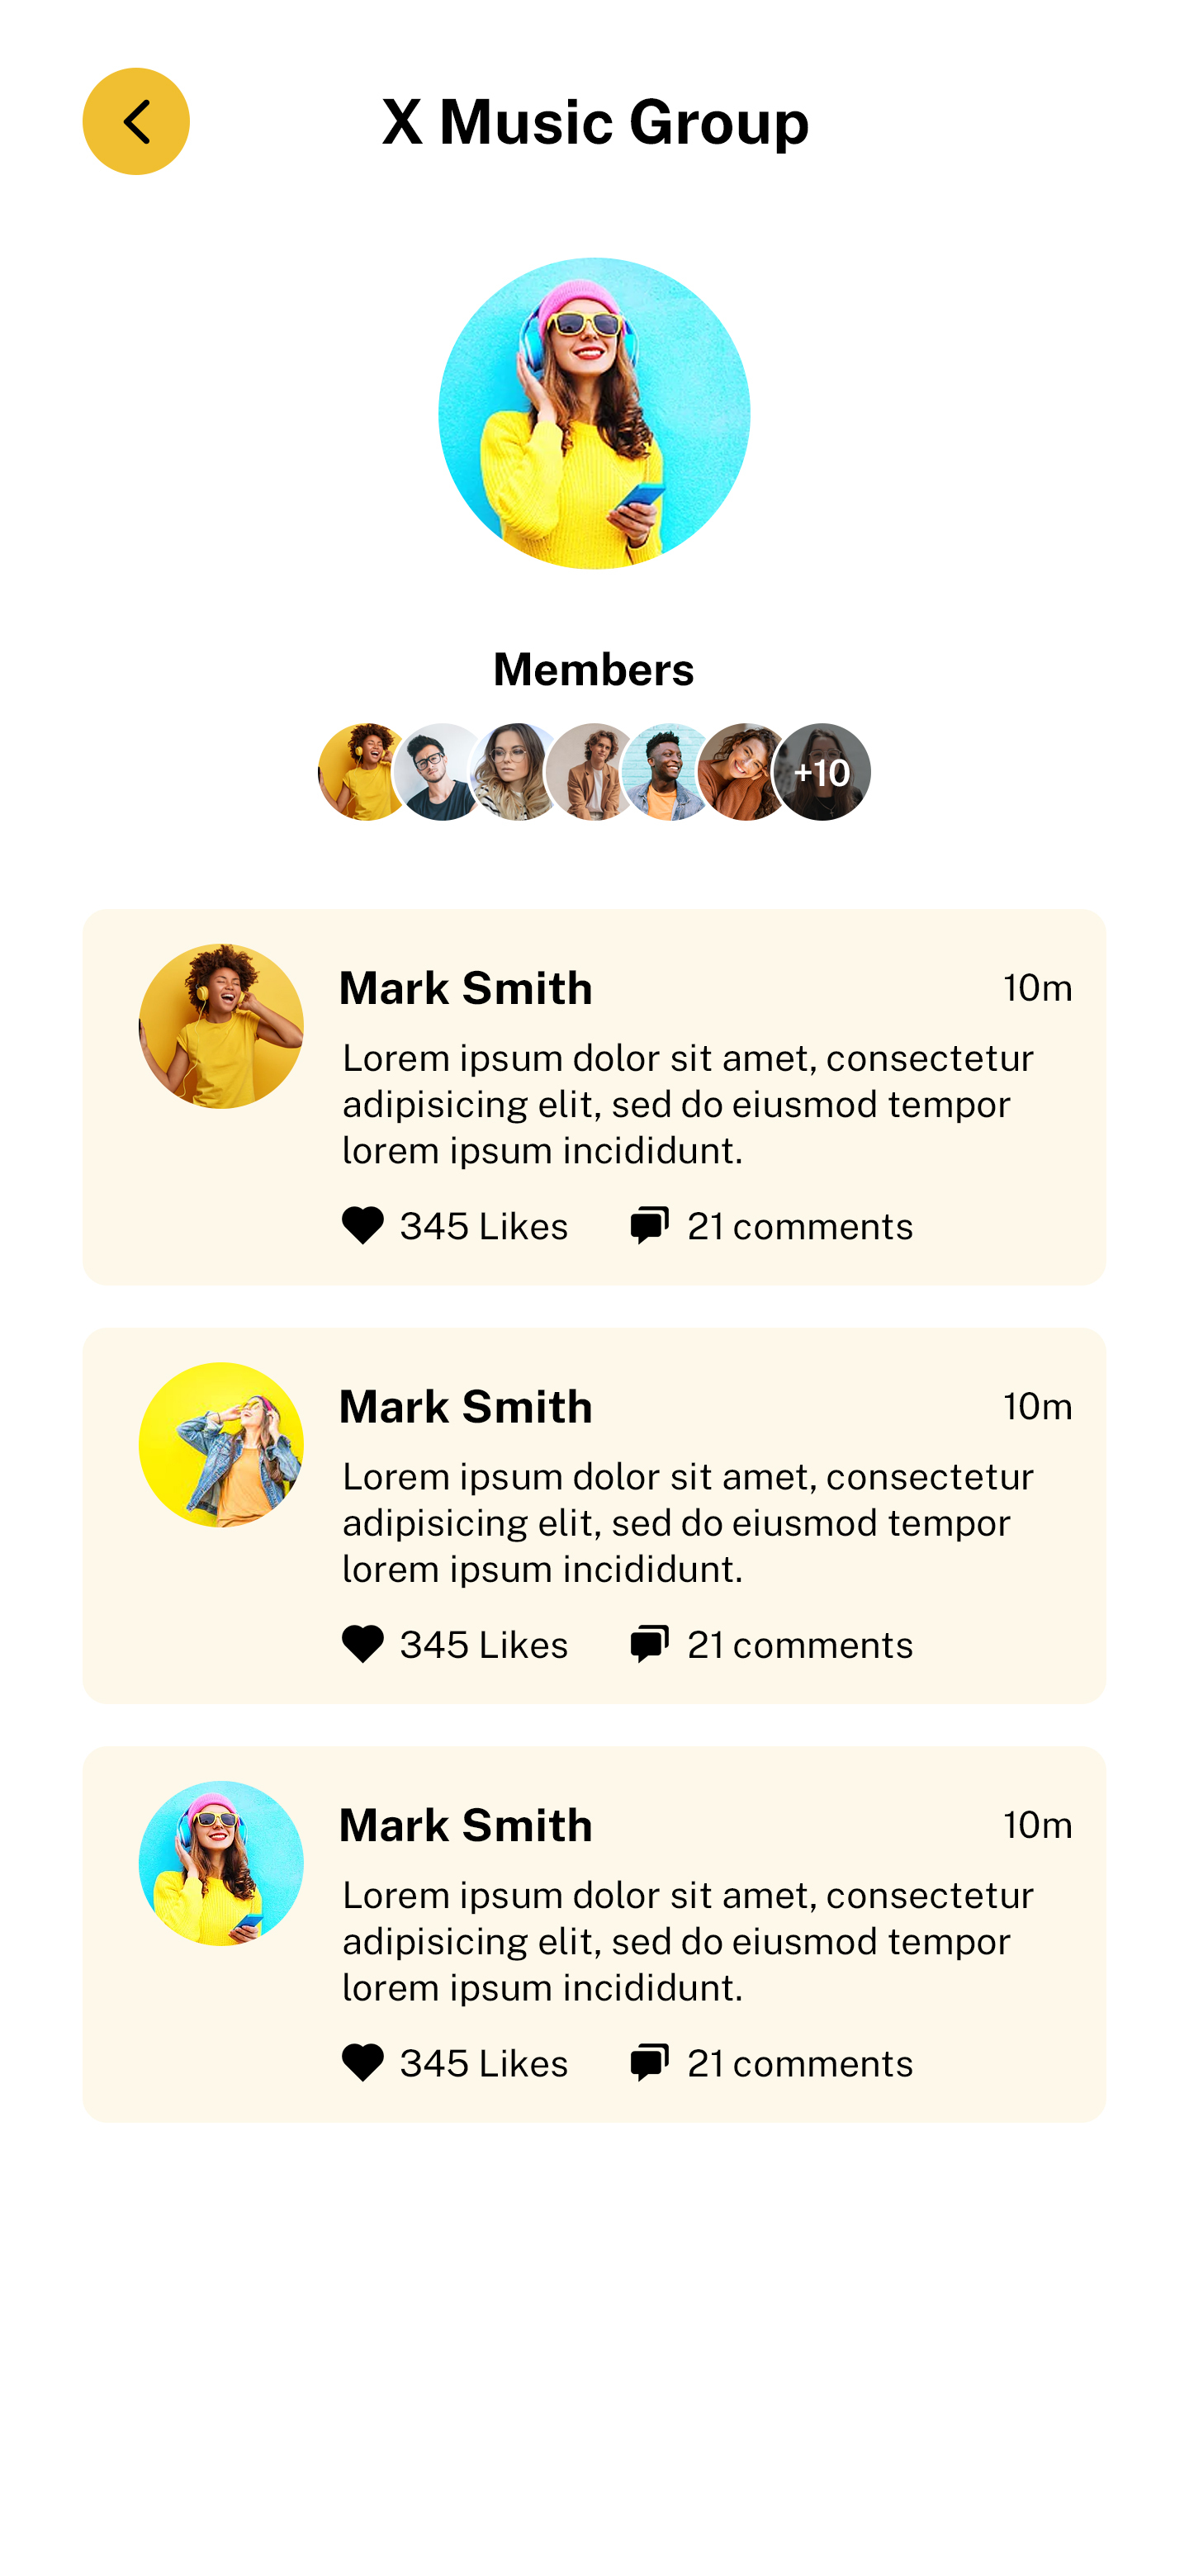 X Music Group
Members
+10
Mark Smith 10m
Lorem ipsum dolor sit amet, consectetur
adipisicing elit, sed do eiusmod tempor
lorem ipsum incididunt.
345 Likes 21 comments
Mark Smith 10m
Lorem ipsum dolor sit amet, consectetur
adipisicing elit, sed do eiusmod tempor
lorem ipsum incididunt.
345 Likes 21 comments
Mark Smith 10m
Lorem ipsum dolor sit amet, consectetur
adipisicing elit, sed do eiusmod tempor
lorem ipsum incididunt.
345 Likes 21 comments